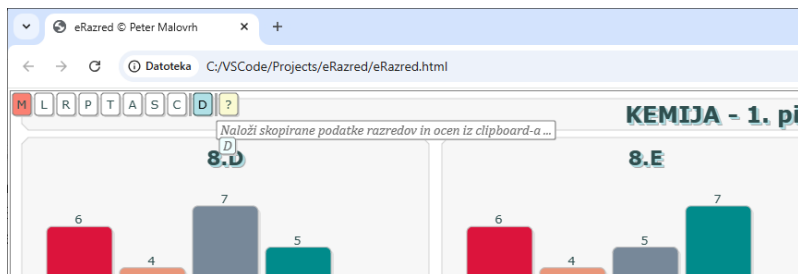 eRazred © Peter Malovrh
Datoteka C:/VSCode/Projects/eRazred/eRazred.html
M L R P T A S C D ?
KEMIJA - 1. pi
Naloži skopirane podatke razredov in ocen iz clipboard-a ...
D
8.D
8.E
6
4
7
5
6
4
5
7